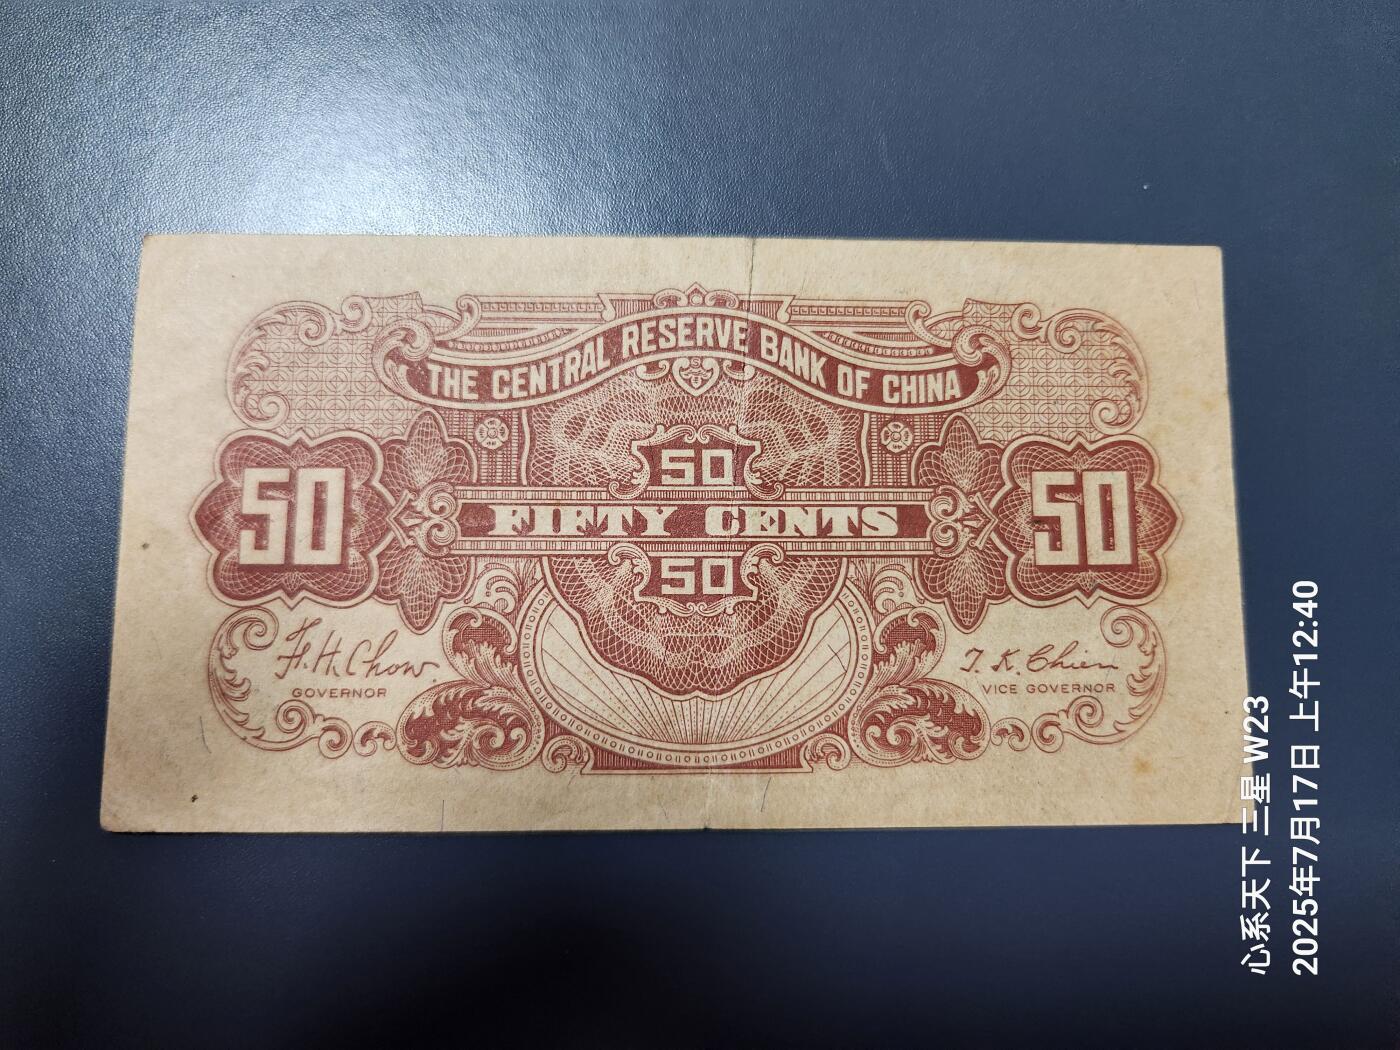 THE CENTRAL RESERVE BANK OF CHINA
50
50
FIFTY CENTS
50
50
F. H. Chow.
GOVERNOR
T. K. Chien
VICE GOVERNOR
心系天下 三星 W23
2025年7月17日 上午12:40